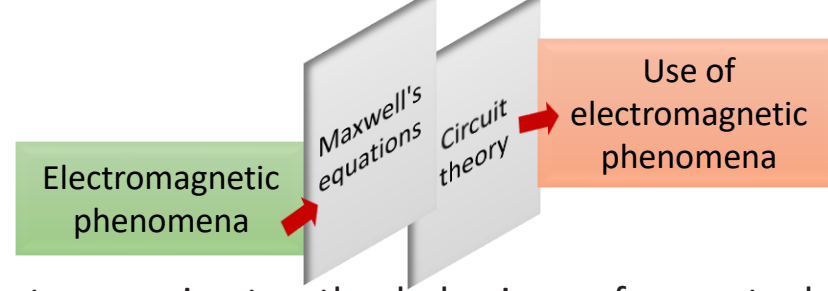 Electromagnetic
phenomena
Maxwell's
equations
Circuit
theory
Use of
electromagnetic
phenomena